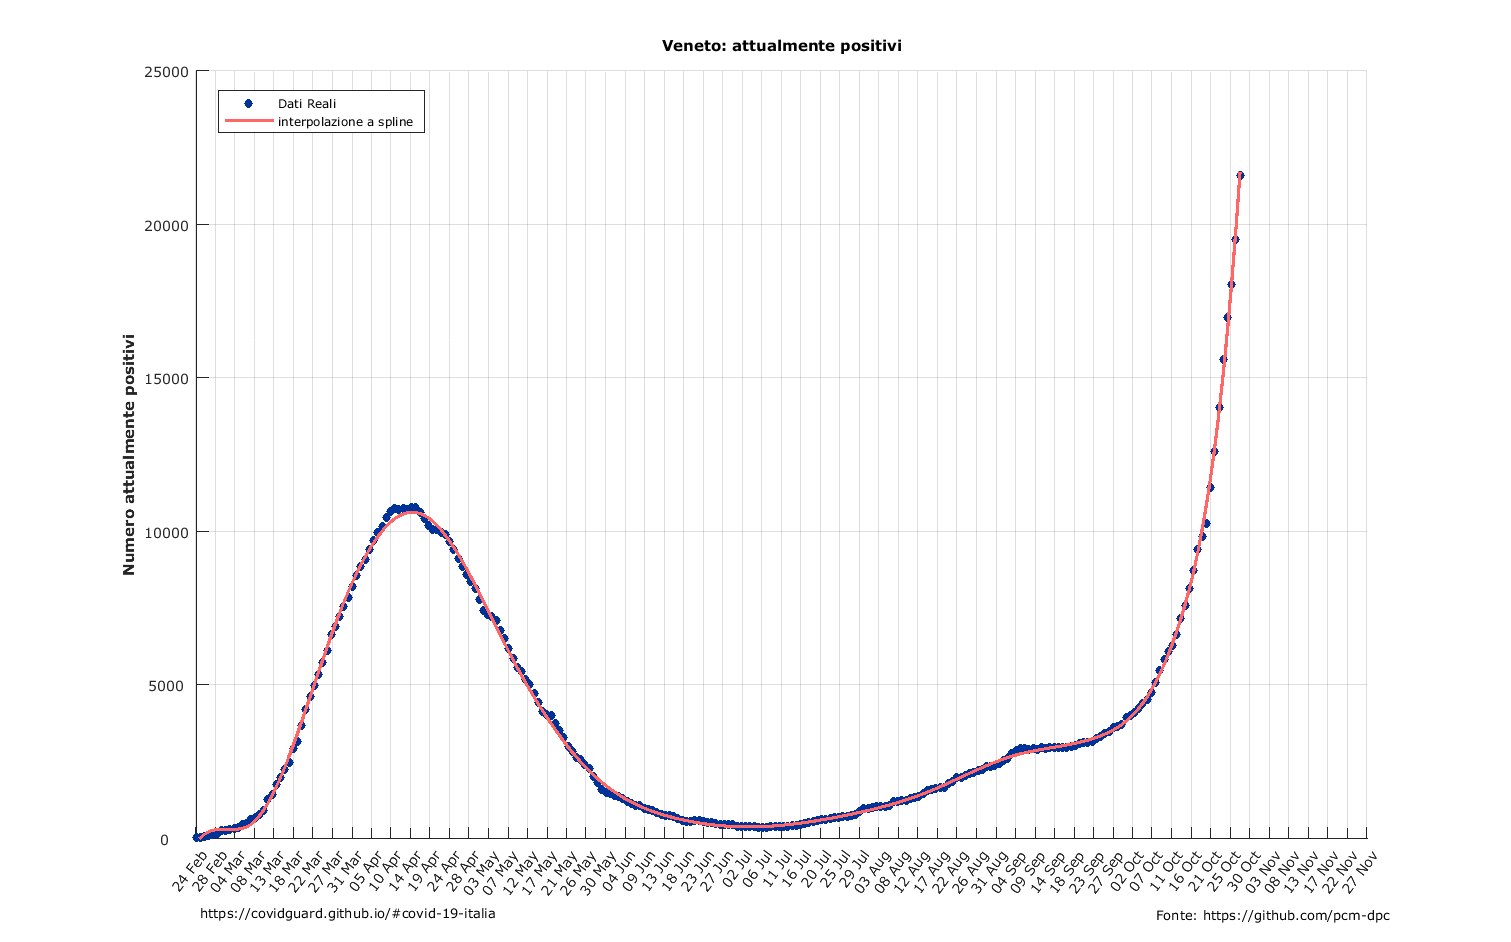 Veneto: attualmente positivi
Dati Reali
interpolazione a spline
Numero attualmente positivi
25000
20000
15000
10000
5000
0
24 Feb
28 Feb
04 Mar
08 Mar
13 Mar
18 Mar
22 Mar
27 Mar
31 Mar
05 Apr
10 Apr
14 Apr
19 Apr
24 Apr
28 Apr
03 May
07 May
12 May
17 May
21 May
26 May
30 May
04 Jun
09 Jun
13 Jun
18 Jun
23 Jun
27 Jun
02 Jul
06 Jul
11 Jul
16 Jul
20 Jul
25 Jul
29 Jul
03 Aug
08 Aug
12 Aug
17 Aug
22 Aug
26 Aug
31 Aug
04 Sep
09 Sep
14 Sep
18 Sep
23 Sep
27 Sep
02 Oct
07 Oct
11 Oct
16 Oct
21 Oct
25 Oct
30 Oct
03 Nov
08 Nov
13 Nov
17 Nov
22 Nov
27 Nov
https://covidguard.github.io/#covid-19-italia
Fonte: https://github.com/pcm-dpc